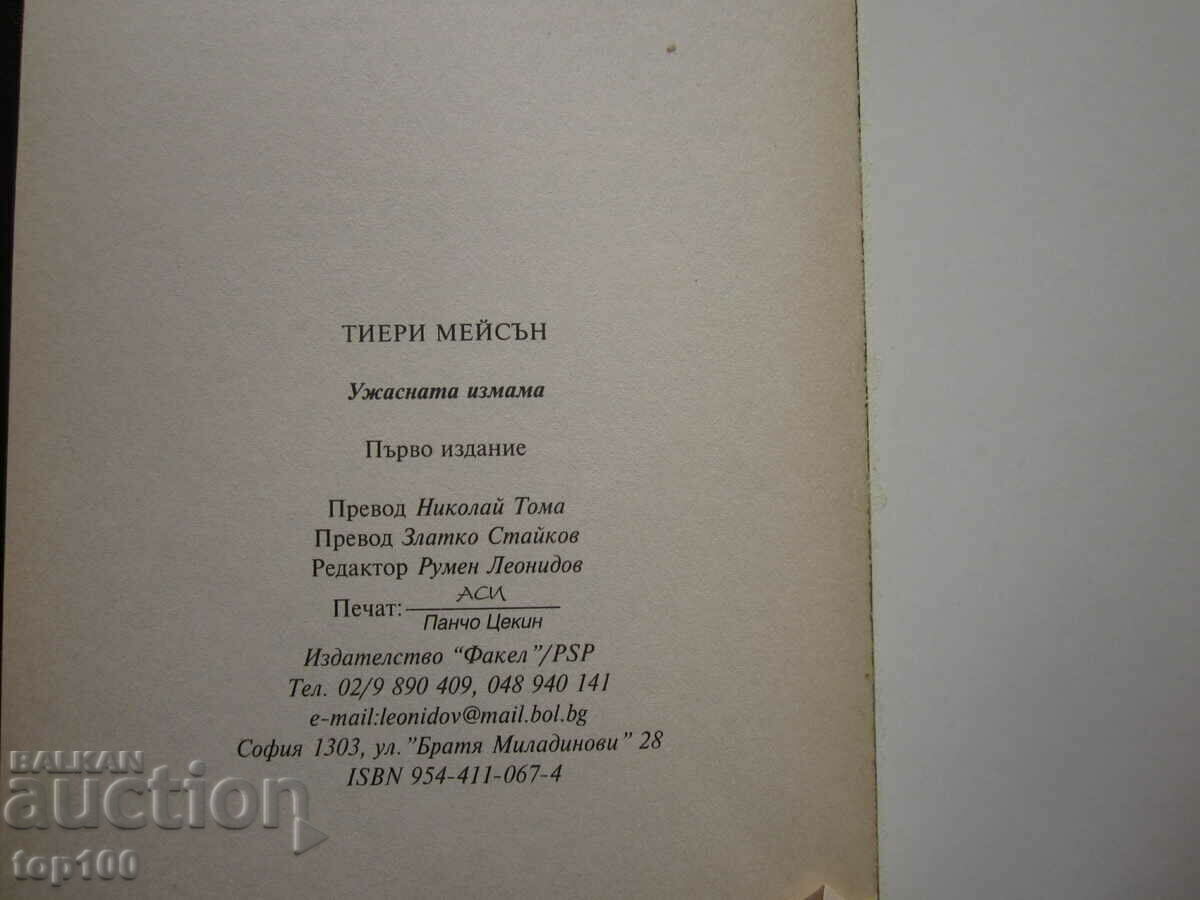 ТИЕРИ МЕЙСЪН
Ужасната измама
Първо издание
Превод Николай Тома
Превод Златко Стайков
Редактор Румен Леонидов
Печат: АСИ
Панчо Цекин
Издателство “Факел”/PSP
Тел. 02/9 890 409, 048 940 141
e-mail:leonidov@mail.bol.bg
София 1303, ул.”Братя Миладинови” 28
ISBN 954-411-067-4
BALKAN
auction
top100